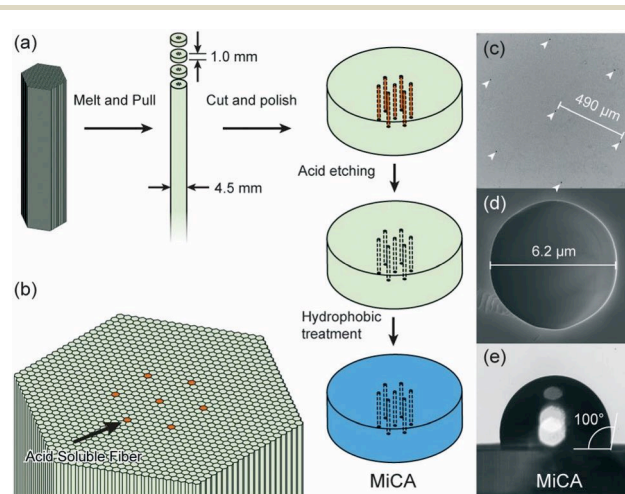 (a)
1.0 mm
Melt and Pull
Cut and polish
4.5 mm
Acid etching
Hydrophobic
treatment
MiCA
(b)
Acid-Soluble Fiber
(c)
490 μm
(d)
6.2 μm
(e)
100°
MiCA